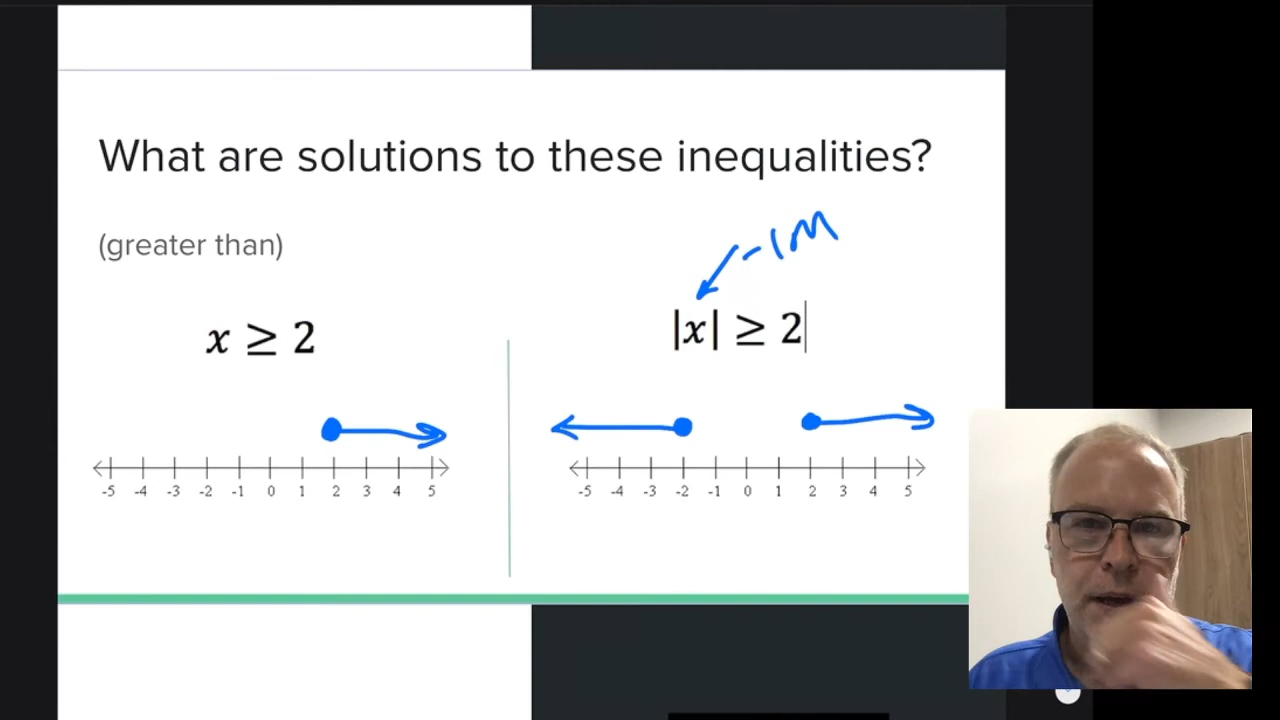 What are solutions to these inequalities?
(greater than)
-1M
x ≥ 2
|x| ≥ 2
-5 -4 -3 -2 -1 0 1 2 3 4 5
-5 -4 -3 -2 -1 0 1 2 3 4 5